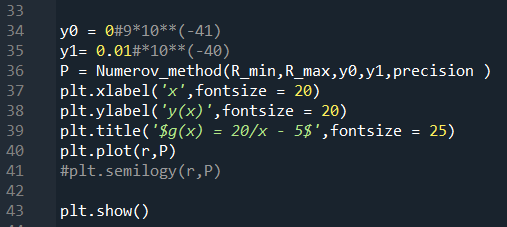 33
34 y0 = 0#9*10**(-41)
35 y1= 0.01#*10**(-40)
36 P = Numerov_method(R_min,R_max,y0,y1,precision )
37 plt.xlabel('x',fontsize = 20)
38 plt.ylabel('y(x)',fontsize = 20)
39 plt.title('$g(x) = 20/x - 5$',fontsize = 25)
40 plt.plot(r,P)
41 #plt.semilogy(r,P)
42
43 plt.show()